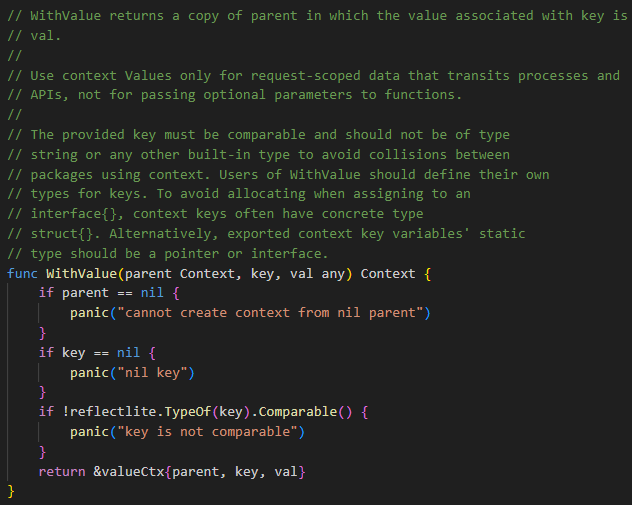 // WithValue returns a copy of parent in which the value associated with key is
// val.
//
// Use context Values only for request-scoped data that transits processes and
// APIs, not for passing optional parameters to functions.
//
// The provided key must be comparable and should not be of type
// string or any other built-in type to avoid collisions between
// packages using context. Users of WithValue should define their own
// types for keys. To avoid allocating when assigning to an
// interface{}, context keys often have concrete type
// struct{}. Alternatively, exported context key variables' static
// type should be a pointer or interface.
func WithValue(parent Context, key, val any) Context {
    if parent == nil {
        panic("cannot create context from nil parent")
    }
    if key == nil {
        panic("nil key")
    }
    if !reflectlite.TypeOf(key).Comparable() {
        panic("key is not comparable")
    }
    return &valueCtx{parent, key, val}
}